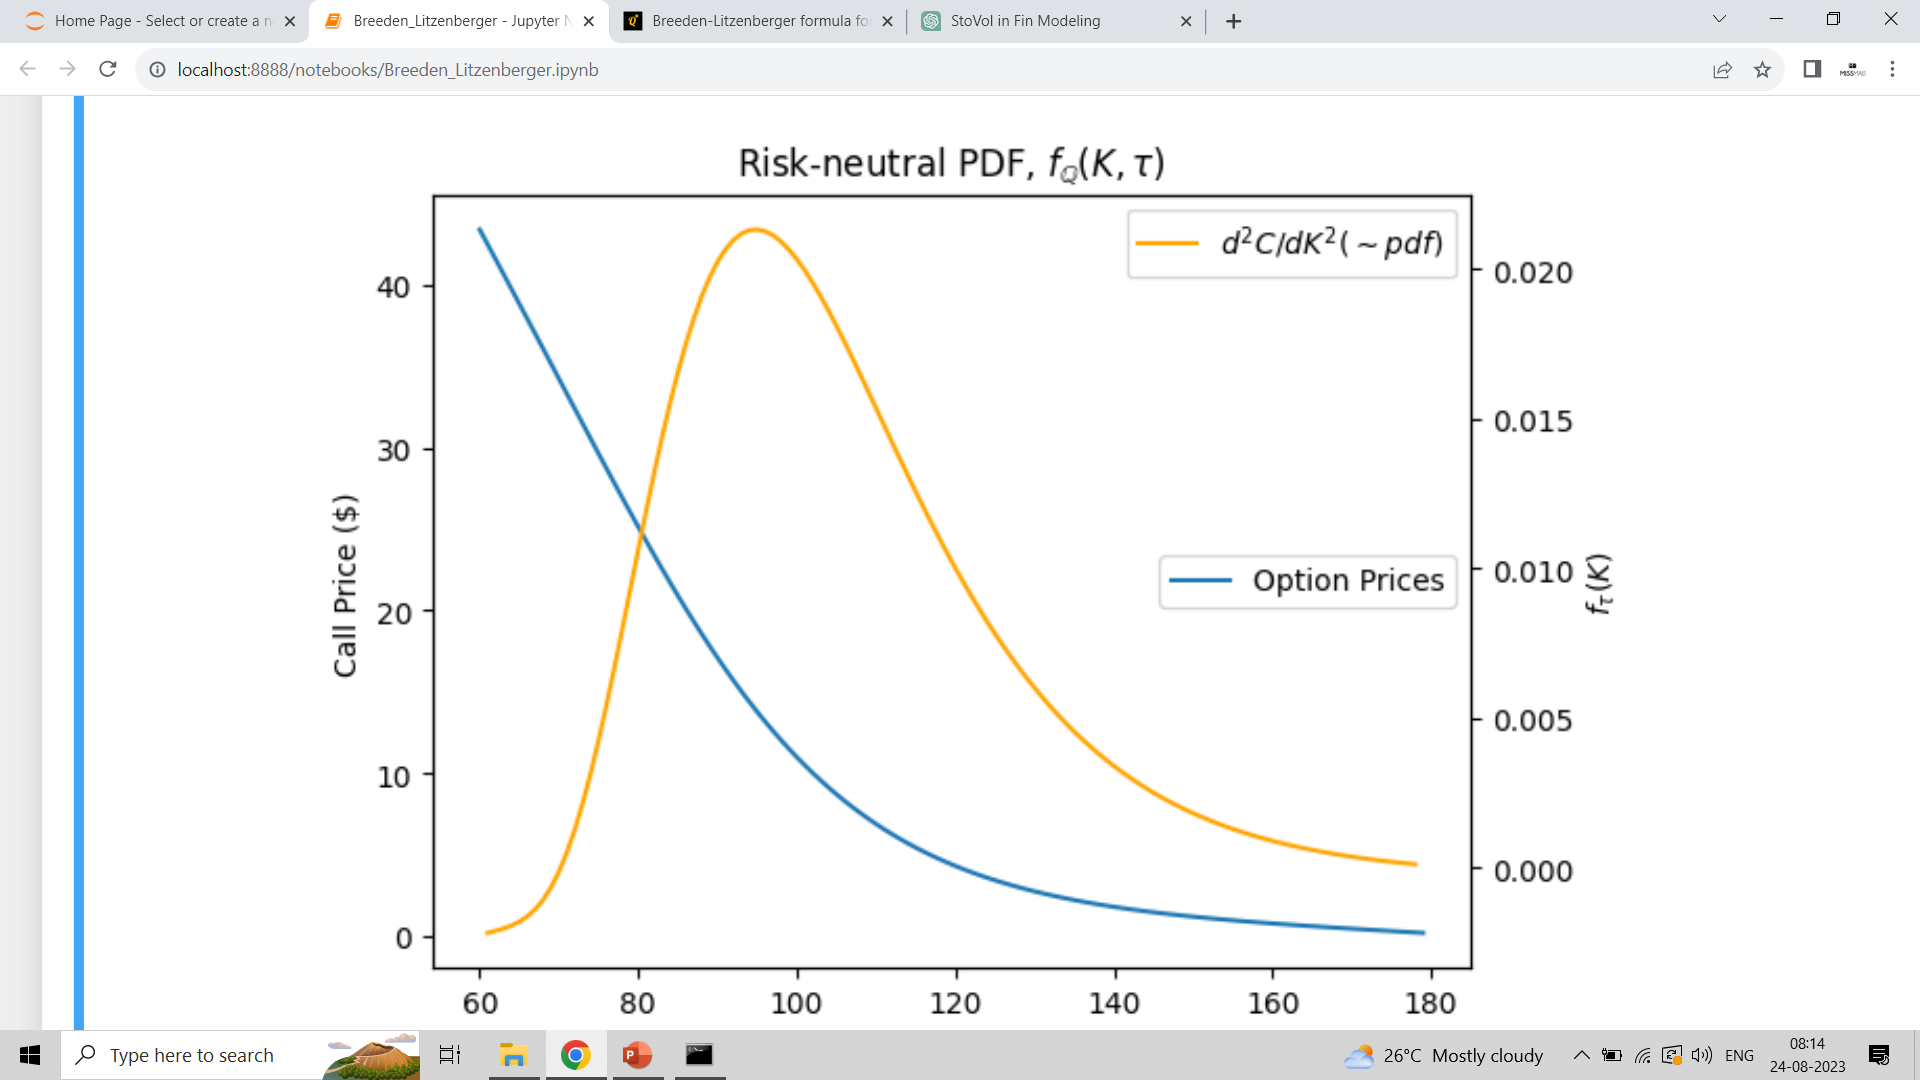 Home Page - Select or create a n
Breeden_Litzenberger - Jupyter N
Breeden-Litzenberger formula fo
StoVol in Fin Modeling
localhost:8888/notebooks/Breeden_Litzenberger.ipynb
Risk-neutral PDF, f_ℚ(K, τ)
d²C/dK²( ~ pdf)
Option Prices
Call Price ($)
40
30
20
10
0
0.020
0.015
0.010
0.005
0.000
f_τ(K)
60 80 100 120 140 160 180
Type here to search
26°C Mostly cloudy
ENG
08:14
24-08-2023